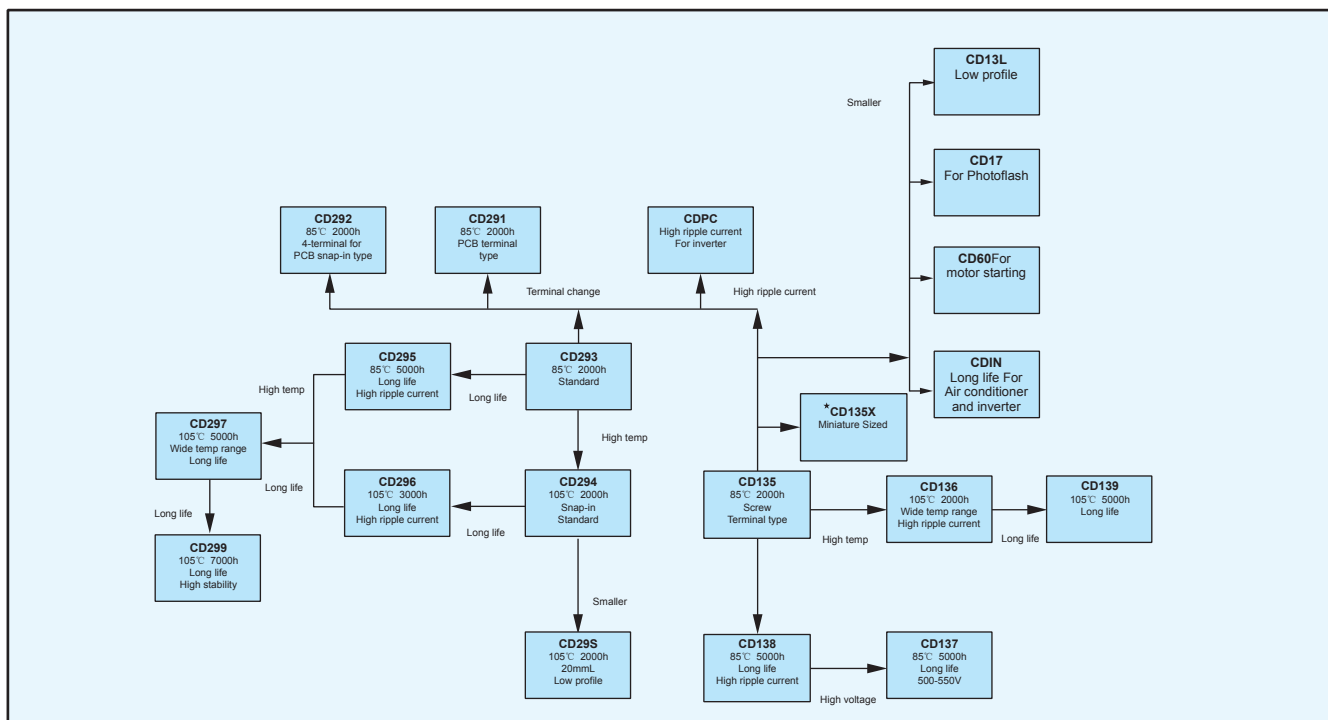 CD13L
Low profile
Smaller
CD17
For Photoflash
CD292
85℃ 2000h
4-terminal for
PCB snap-in type
CD291
85℃ 2000h
PCB terminal
type
CDPC
High ripple current
For inverter
CD60For
motor starting
Terminal change
High ripple current
CD295
85℃ 5000h
Long life
High ripple current
CD293
85℃ 2000h
Standard
CDIN
Long life For
Air conditioner
and inverter
High temp
Long life
★CD135X
Miniature Sized
CD297
105℃ 5000h
Wide temp range
Long life
High temp
CD296
105℃ 3000h
Long life
High ripple current
CD294
105℃ 2000h
Snap-in
Standard
CD135
85℃ 2000h
Screw
Terminal type
CD136
105℃ 2000h
Wide temp range
High ripple current
CD139
105℃ 5000h
Long life
Long life
Long life
Long life
High temp
Long life
CD299
105℃ 7000h
Long life
High stability
Smaller
CD29S
105℃ 2000h
20mmL
Low profile
CD138
85℃ 5000h
Long life
High ripple current
CD137
85℃ 5000h
Long life
500-550V
High voltage